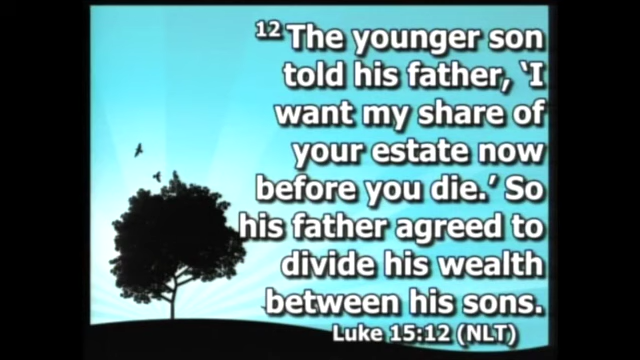 12 The younger son
told his father, ‘I
want my share of
your estate now
before you die.’ So
his father agreed to
divide his wealth
between his sons.
Luke 15:12 (NLT)